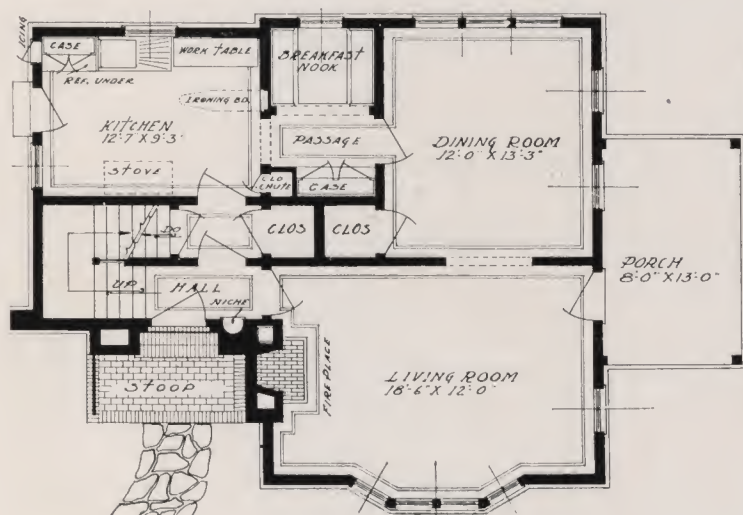 ICING
CASE
WORK TABLE
REF. UNDER
BREAKFAST
NOOK
IRONING BD.
KITCHEN
12'-7" X 9'-3"
PASSAGE
DINING ROOM
12'-0" X 13'-3"
STOVE
CLO
CHUTE
CASE
DN
CLOS
CLOS
UP
HALL
NICHE
PORCH
8'-0" X 13'-0"
STOOP
FIRE PLACE
LIVING ROOM
18'-6" X 12'-0"